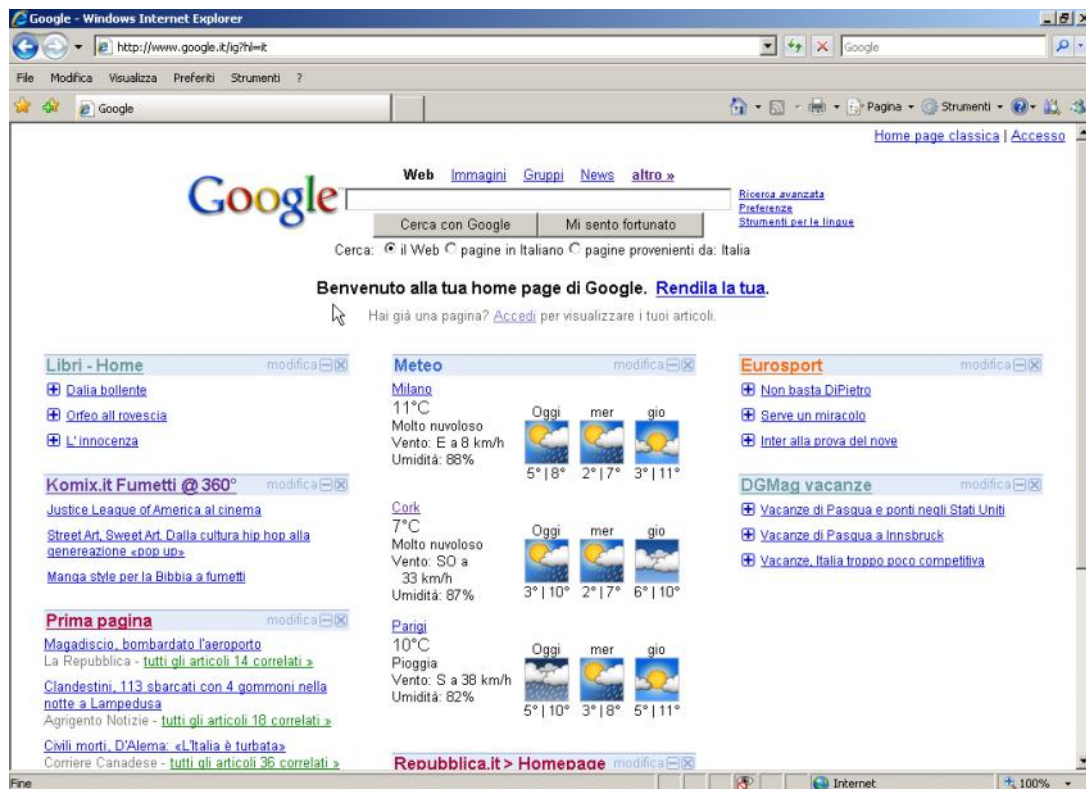 Google - Windows Internet Explorer
http://www.google.it/ig?hl=it
Google
File Modifica Visualizza Preferiti Strumenti ?
Google
Pagina Strumenti
Home page classica | Accesso
Google
Web Immagini Gruppi News altro »
Ricerca avanzata
Preferenze
Strumenti per le lingue
Cerca con Google Mi sento fortunato
Cerca: il Web pagine in Italiano pagine provenienti da: Italia
Benvenuto alla tua home page di Google. Rendila la tua.
Hai già una pagina? Accedi per visualizzare i tuoi articoli.
Libri - Home modifica
Dalia bollente
Orfeo all rovescia
L' innocenza
Komix.it Fumetti @ 360° modifica
Justice League of America al cinema
Street Art, Sweet Art. Dalla cultura hip hop alla
genereazione «pop up»
Manga style per la Bibbia a fumetti
Prima pagina modifica
Magadiscio, bombardato l'aeroporto
La Repubblica - tutti gli articoli 14 correlati »
Clandestini, 113 sbarcati con 4 gommoni nella
notte a Lampedusa
Agrigento Notizie - tutti gli articoli 18 correlati »
Civili morti, D'Alema: «L'Italia è turbata»
Corriere Canadese - tutti gli articoli 36 correlati »
Meteo modifica
Milano
11°C
Molto nuvoloso
Vento: E a 8 km/h
Umidità: 88%
Oggi mer gio
5°|8° 2°|7° 3°|11°
Cork
7°C
Molto nuvoloso
Vento: SO a
33 km/h
Umidità: 87%
Oggi mer gio
3°|10° 2°|7° 6°|10°
Parigi
10°C
Pioggia
Vento: S a 38 km/h
Umidità: 82%
Oggi mer gio
5°|10° 3°|8° 5°|11°
Repubblica.it > Homepage modifica
Eurosport modifica
Non basta DiPietro
Serve un miracolo
Inter alla prova del nove
DGMag vacanze modifica
Vacanze di Pasqua e ponti negli Stati Uniti
Vacanze di Pasqua a Innsbruck
Vacanze, Italia troppo poco competitiva
Fine Internet 100%